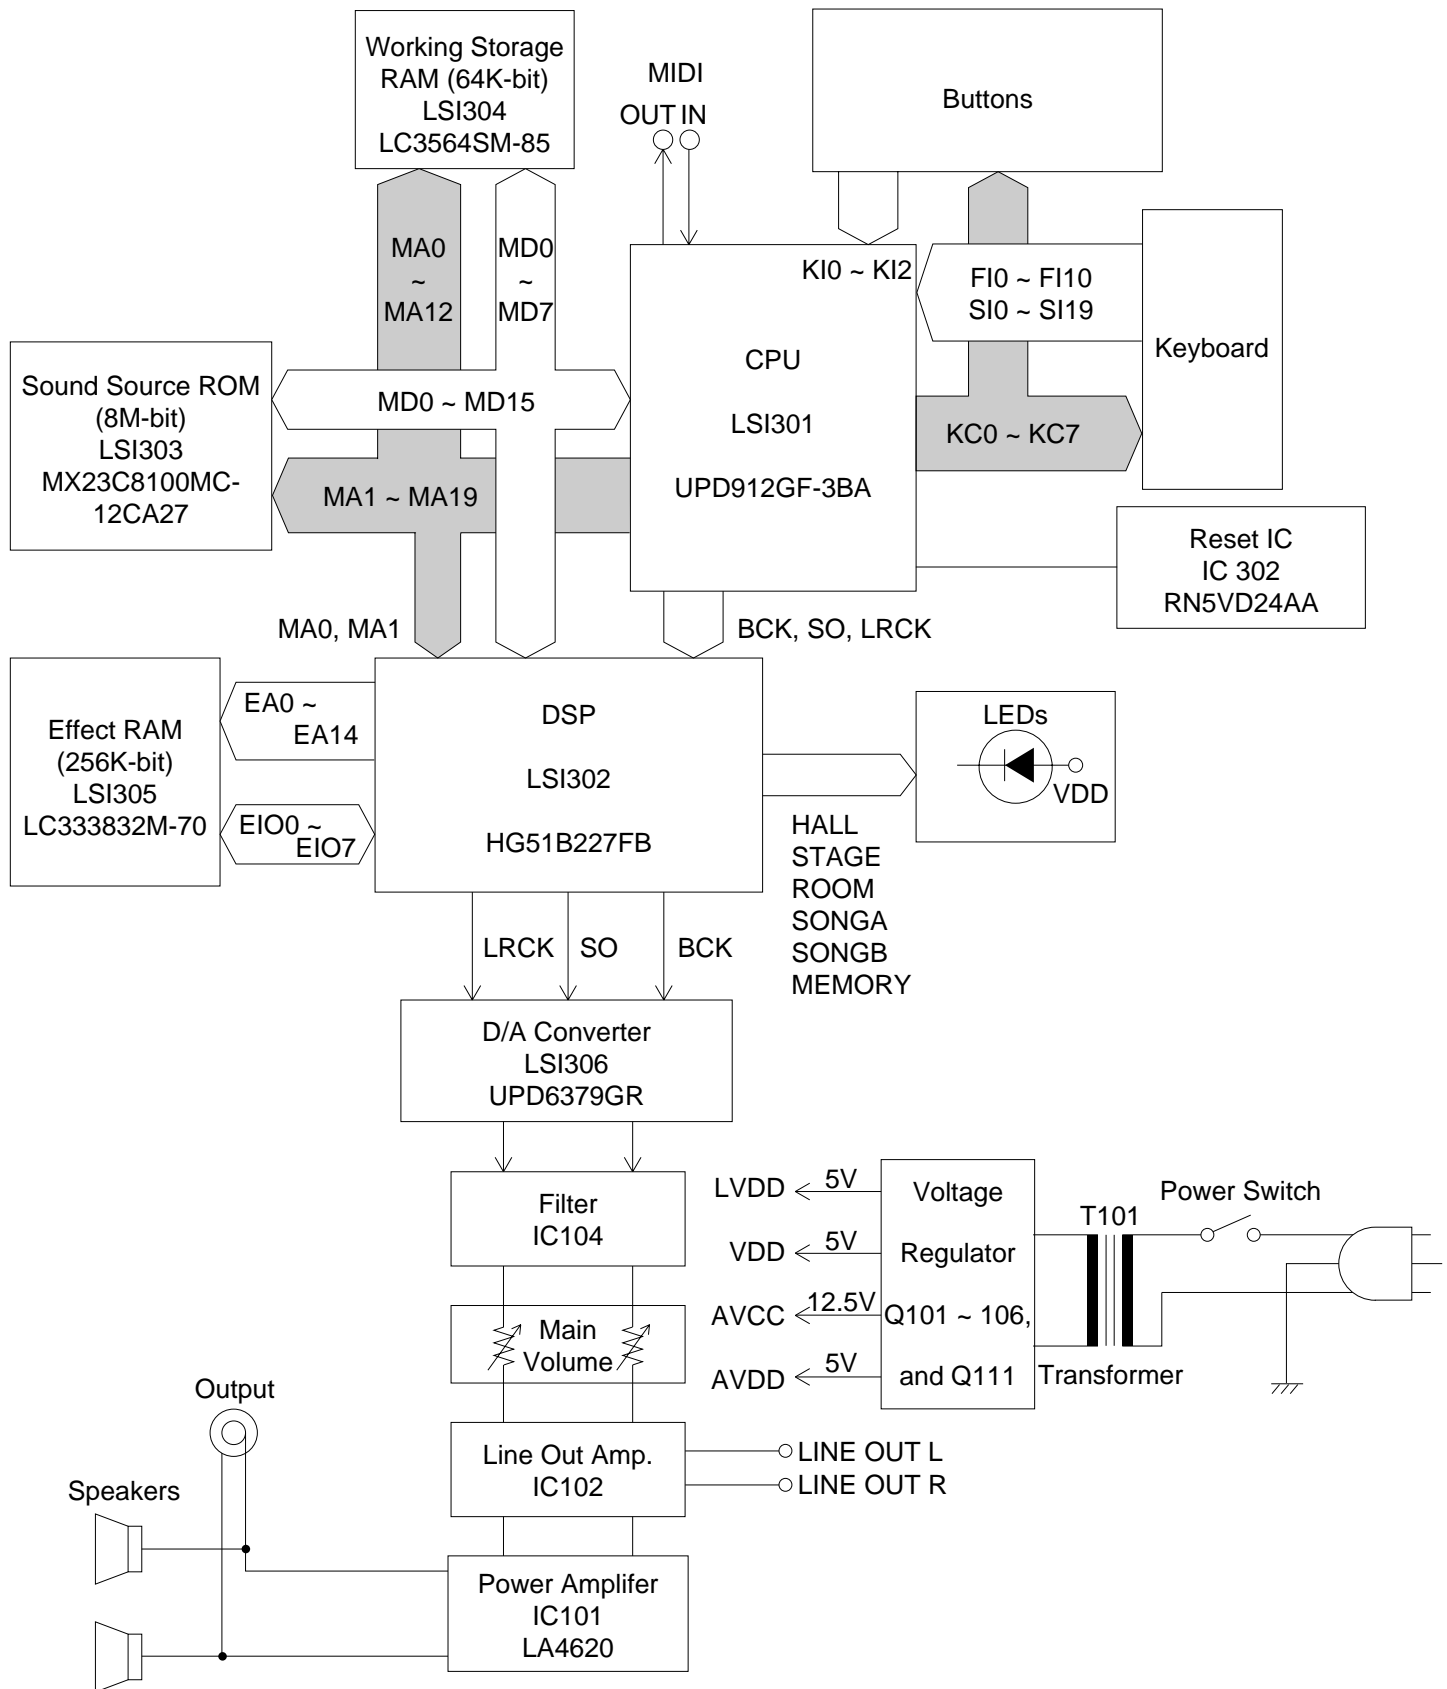 Working Storage
RAM (64K-bit)
LSI304
LC3564SM-85
MIDI
OUT IN
Buttons
MA0
~
MA12
MD0
~
MD7
KI0 ~ KI2
FI0 ~ FI10
SI0 ~ SI19
Keyboard
Sound Source ROM
(8M-bit)
LSI303
MX23C8100MC-
12CA27
MD0 ~ MD15
MA1 ~ MA19
CPU
LSI301
UPD912GF-3BA
KC0 ~ KC7
Reset IC
IC 302
RN5VD24AA
MA0, MA1
BCK, SO, LRCK
Effect RAM
(256K-bit)
LSI305
LC333832M-70
EA0 ~
EA14
EIO0 ~
EIO7
DSP
LSI302
HG51B227FB
LEDs
VDD
HALL
STAGE
ROOM
SONGA
SONGB
MEMORY
LRCK
SO
BCK
D/A Converter
LSI306
UPD6379GR
Filter
IC104
Main
Volume
LVDD
5V
VDD
5V
AVCC
12.5V
AVDD
5V
Voltage
Regulator
Q101 ~ 106,
and Q111
T101
Transformer
Power Switch
Output
Speakers
Line Out Amp.
IC102
LINE OUT L
LINE OUT R
Power Amplifer
IC101
LA4620